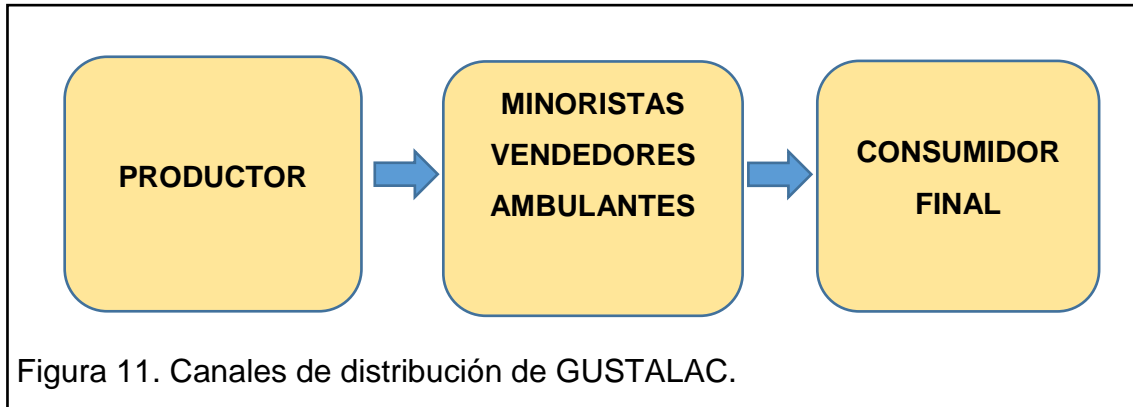 PRODUCTOR
MINORISTAS
VENDEDORES
AMBULANTES
CONSUMIDOR
FINAL
Figura 11. Canales de distribución de GUSTALAC.